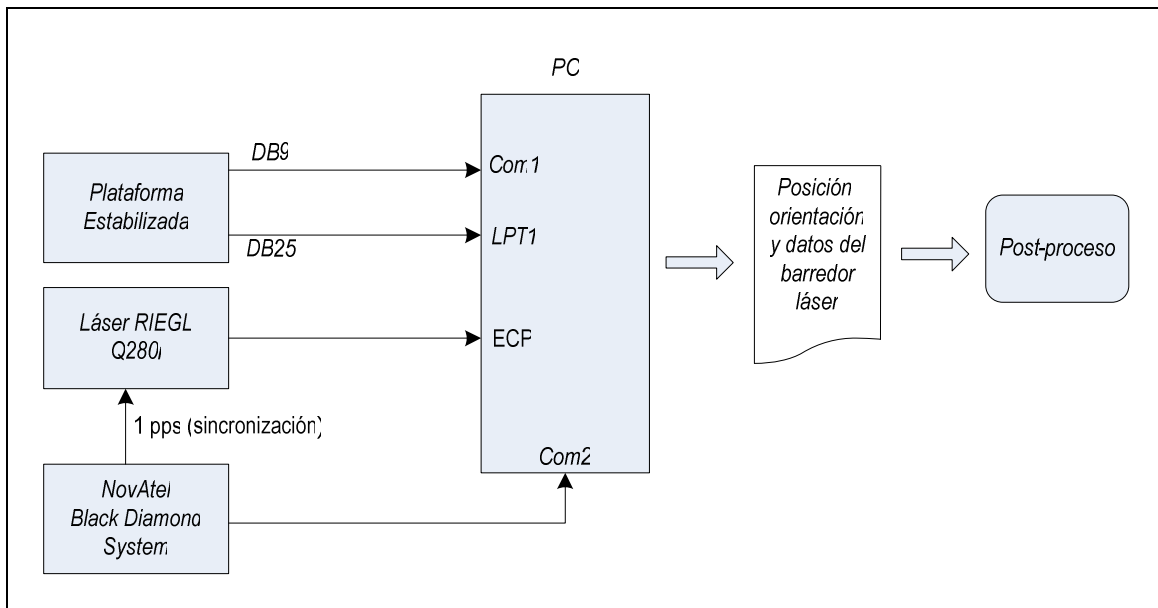 PC
DB9
Com1
Plataforma
Estabilizada
DB25
LPT1
Láser RIEGL
Q280i
ECP
1 pps (sincronización)
Com2
NovAtel
Black Diamond
System
Posición
orientación
y datos del
barredor
láser
Post-proceso